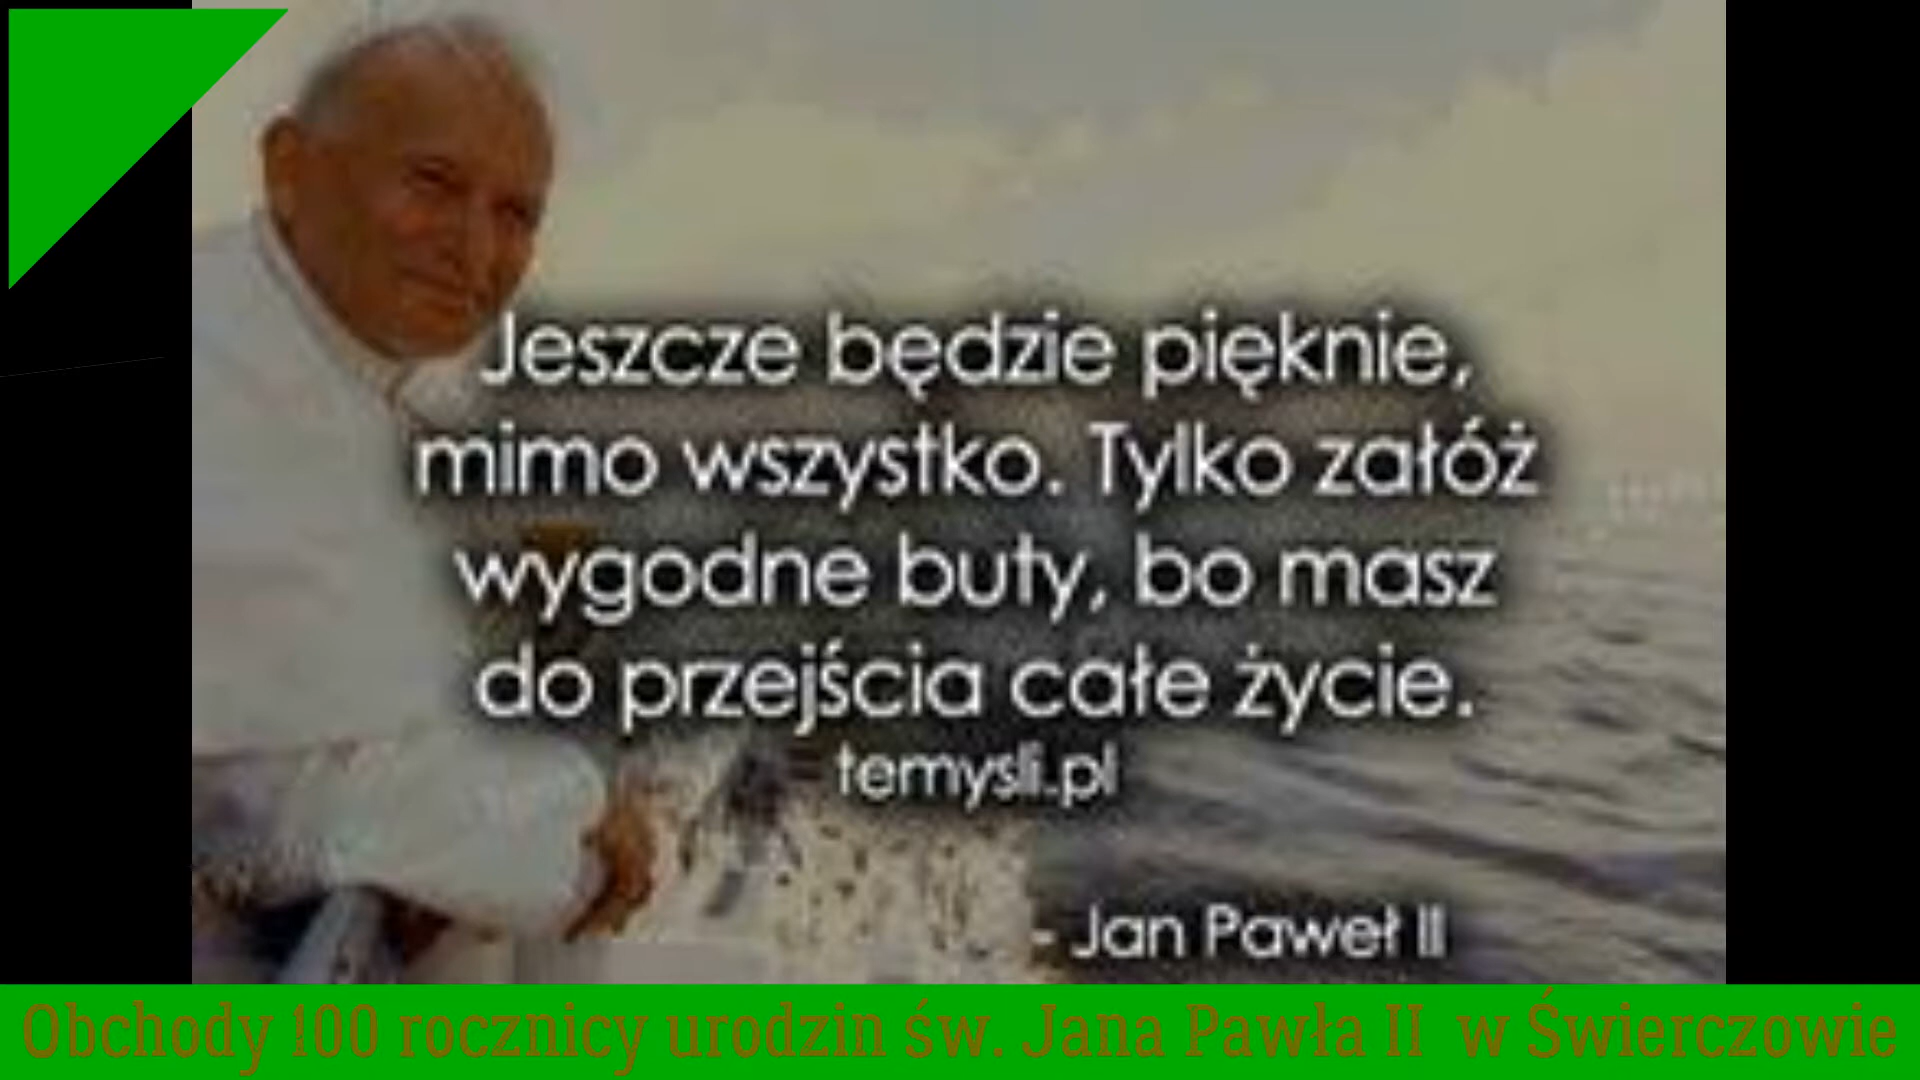 Jeszcze będzie pięknie,
mimo wszystko. Tylko załóż
wygodne buty, bo masz
do przejścia całe życie.
temysli.pl
- Jan Paweł II
Obchody 100 rocznicy urodzin św. Jana Pawła II w Świerczowie